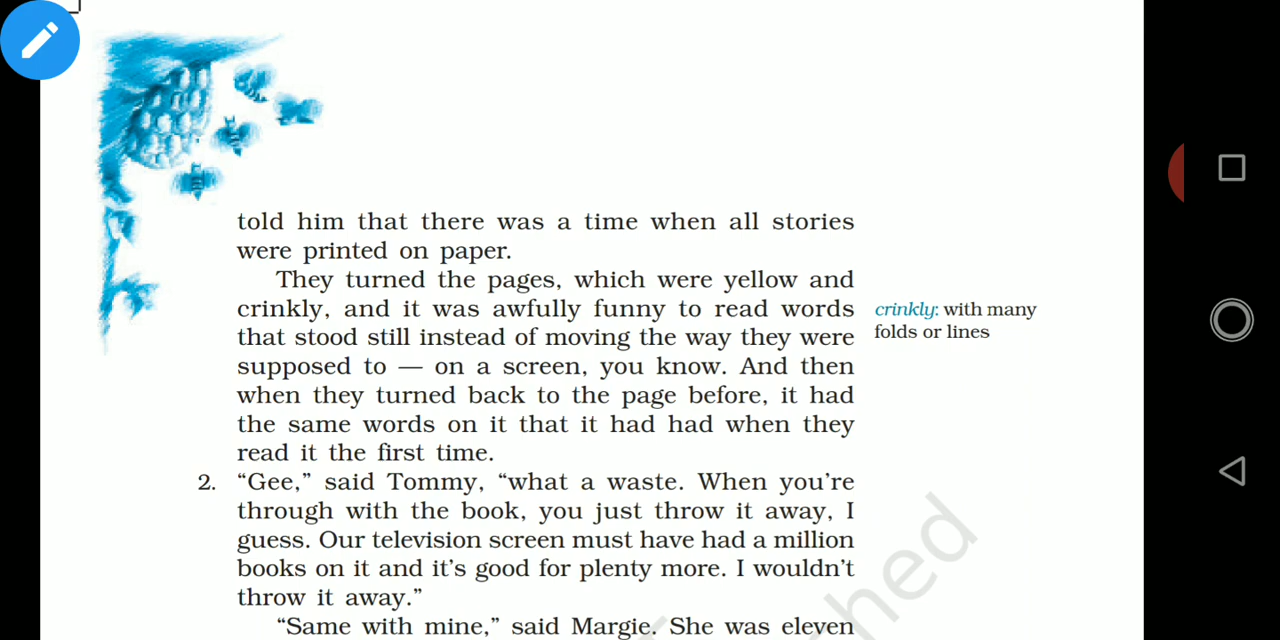 told him that there was a time when all stories
were printed on paper.
They turned the pages, which were yellow and
crinkly, and it was awfully funny to read words
that stood still instead of moving the way they were
supposed to — on a screen, you know. And then
when they turned back to the page before, it had
the same words on it that it had had when they
read it the first time.
crinkly: with many
folds or lines
2. “Gee,” said Tommy, “what a waste. When you’re
through with the book, you just throw it away, I
guess. Our television screen must have had a million
books on it and it’s good for plenty more. I wouldn’t
throw it away.”
“Same with mine,” said Margie. She was eleven